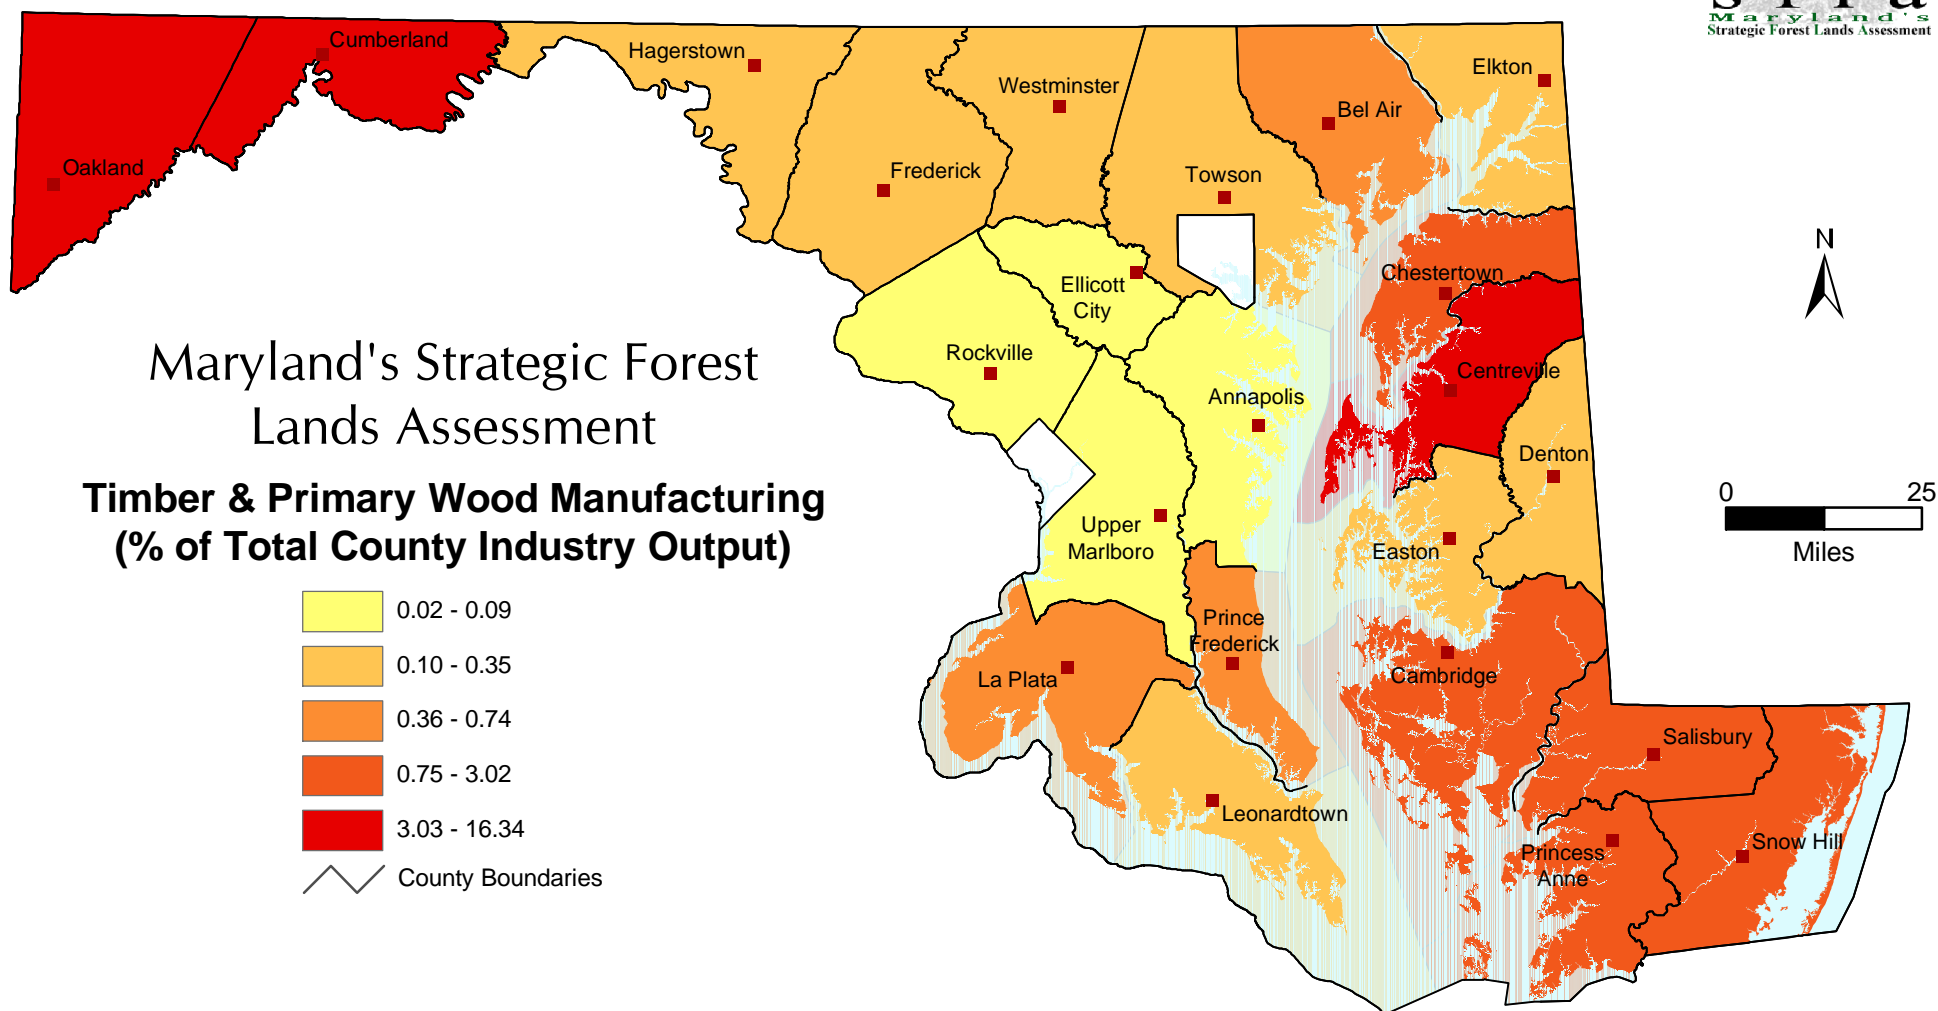 Maryland's
Strategic Forest Lands Assessment
Cumberland
Hagerstown
Westminster
Elkton
Bel Air
Oakland
Frederick
Towson
N
Chestertown
Ellicott
City
Rockville
Centreville
Annapolis
Maryland's Strategic Forest
Lands Assessment
Timber & Primary Wood Manufacturing
(% of Total County Industry Output)
0.02 - 0.09
0.10 - 0.35
0.36 - 0.74
0.75 - 3.02
3.03 - 16.34
County Boundaries
Denton
0 25
Miles
Upper
Marlboro
Easton
Prince
Frederick
La Plata
Cambridge
Salisbury
Leonardtown
Princess
Anne
Snow Hill